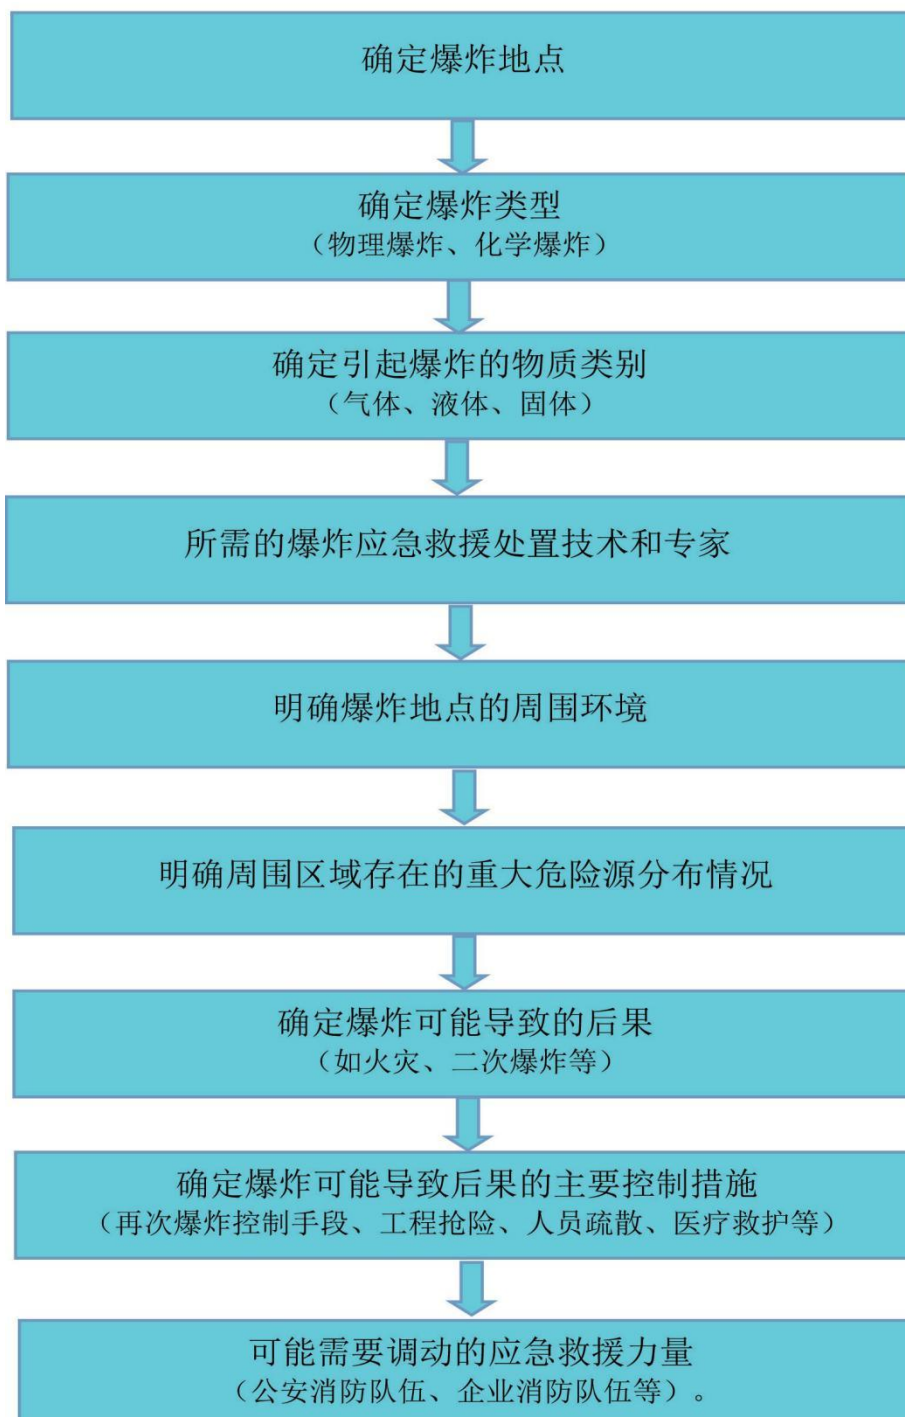 确定爆炸地点
确定爆炸类型
（物理爆炸、化学爆炸）
确定引起爆炸的物质类别
（气体、液体、固体）
所需的爆炸应急救援处置技术和专家
明确爆炸地点的周围环境
明确周围区域存在的重大危险源分布情况
确定爆炸可能导致的后果
（如火灾、二次爆炸等）
确定爆炸可能导致后果的主要控制措施
（再次爆炸控制手段、工程抢险、人员疏散、医疗救护等）
可能需要调动的应急救援力量
（公安消防队伍、企业消防队伍等）。